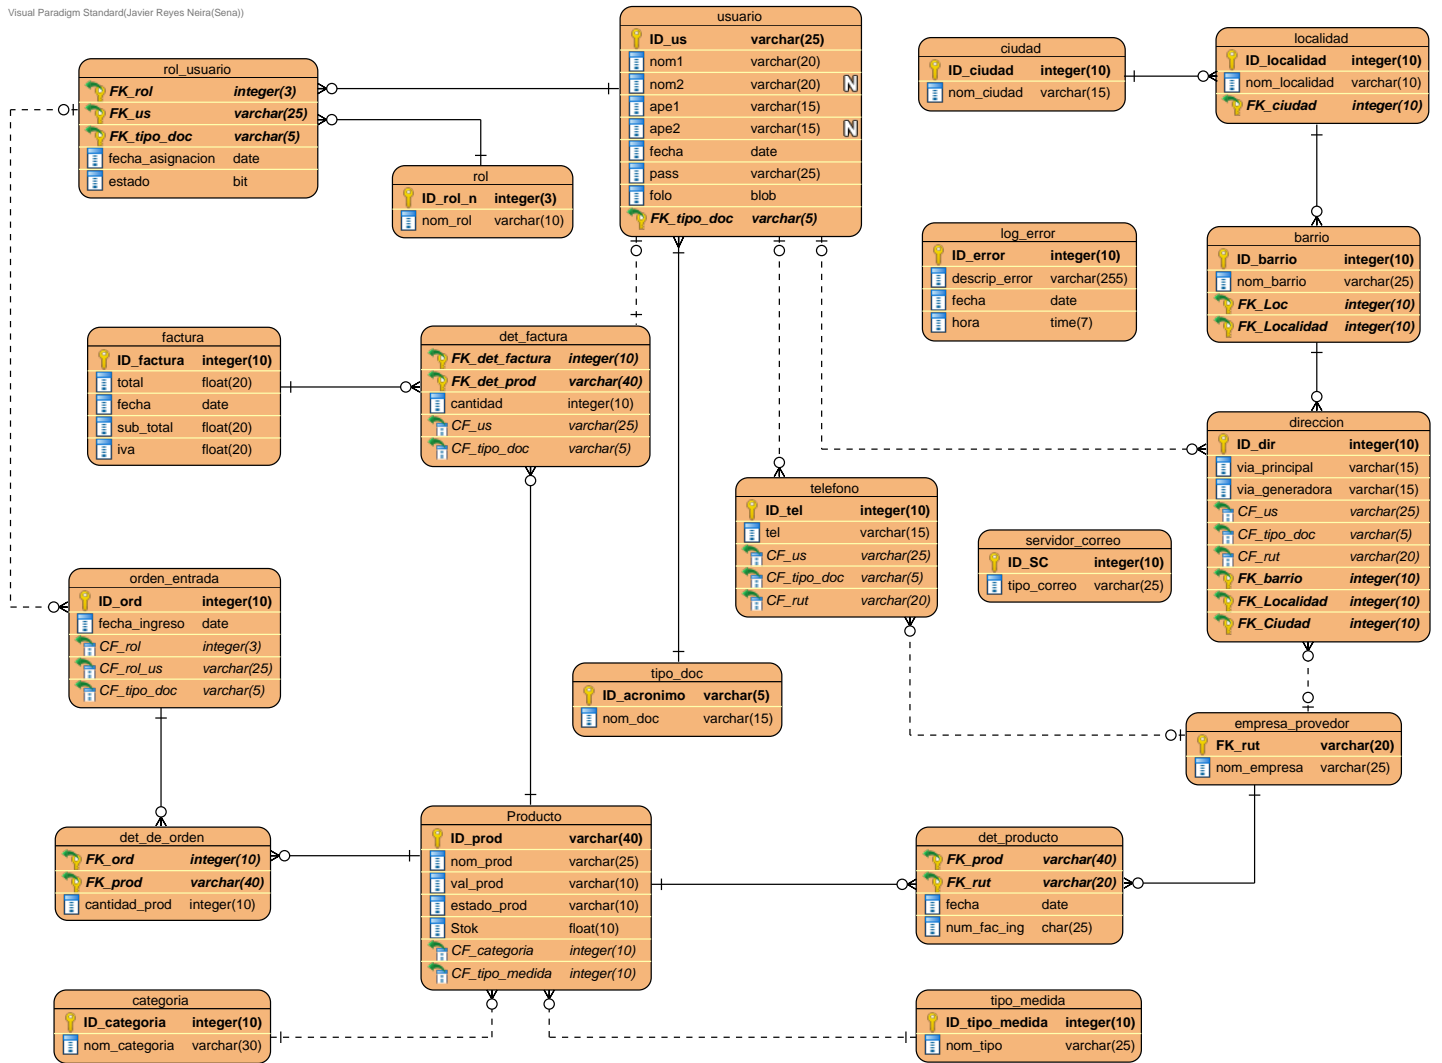 Visual Paradigm Standard(Javier Reyes Neira(Sena))
usuario
ID_us varchar(25)
nom1 varchar(20)
nom2 varchar(20) N
ape1 varchar(15)
ape2 varchar(15) N
fecha date
pass varchar(25)
folo blob
FK_tipo_doc varchar(5)
ciudad
ID_ciudad integer(10)
nom_ciudad varchar(15)
localidad
ID_localidad integer(10)
nom_localidad varchar(10)
FK_ciudad integer(10)
rol_usuario
FK_rol integer(3)
FK_us varchar(25)
FK_tipo_doc varchar(5)
fecha_asignacion date
estado bit
rol
ID_rol_n integer(3)
nom_rol varchar(10)
log_error
ID_error integer(10)
descrip_error varchar(255)
fecha date
hora time(7)
barrio
ID_barrio integer(10)
nom_barrio varchar(25)
FK_Loc integer(10)
FK_Localidad integer(10)
factura
ID_factura integer(10)
total float(20)
fecha date
sub_total float(20)
iva float(20)
det_factura
FK_det_factura integer(10)
FK_det_prod varchar(40)
cantidad integer(10)
CF_us varchar(25)
CF_tipo_doc varchar(5)
direccion
ID_dir integer(10)
via_principal varchar(15)
via_generadora varchar(15)
CF_us varchar(25)
CF_tipo_doc varchar(5)
CF_rut varchar(20)
FK_barrio integer(10)
FK_Localidad integer(10)
FK_Ciudad integer(10)
telefono
ID_tel integer(10)
tel varchar(15)
CF_us varchar(25)
CF_tipo_doc varchar(5)
CF_rut varchar(20)
servidor_correo
ID_SC integer(10)
tipo_correo varchar(25)
orden_entrada
ID_ord integer(10)
fecha_ingreso date
CF_rol integer(3)
CF_rol_us varchar(25)
CF_tipo_doc varchar(5)
tipo_doc
ID_acronimo varchar(5)
nom_doc varchar(15)
empresa_provedor
FK_rut varchar(20)
nom_empresa varchar(25)
det_de_orden
FK_ord integer(10)
FK_prod varchar(40)
cantidad_prod integer(10)
Producto
ID_prod varchar(40)
nom_prod varchar(25)
val_prod varchar(10)
estado_prod varchar(10)
Stok float(10)
CF_categoria integer(10)
CF_tipo_medida integer(10)
det_producto
FK_prod varchar(40)
FK_rut varchar(20)
fecha date
num_fac_ing char(25)
categoria
ID_categoria integer(10)
nom_categoria varchar(30)
tipo_medida
ID_tipo_medida integer(10)
nom_tipo varchar(25)